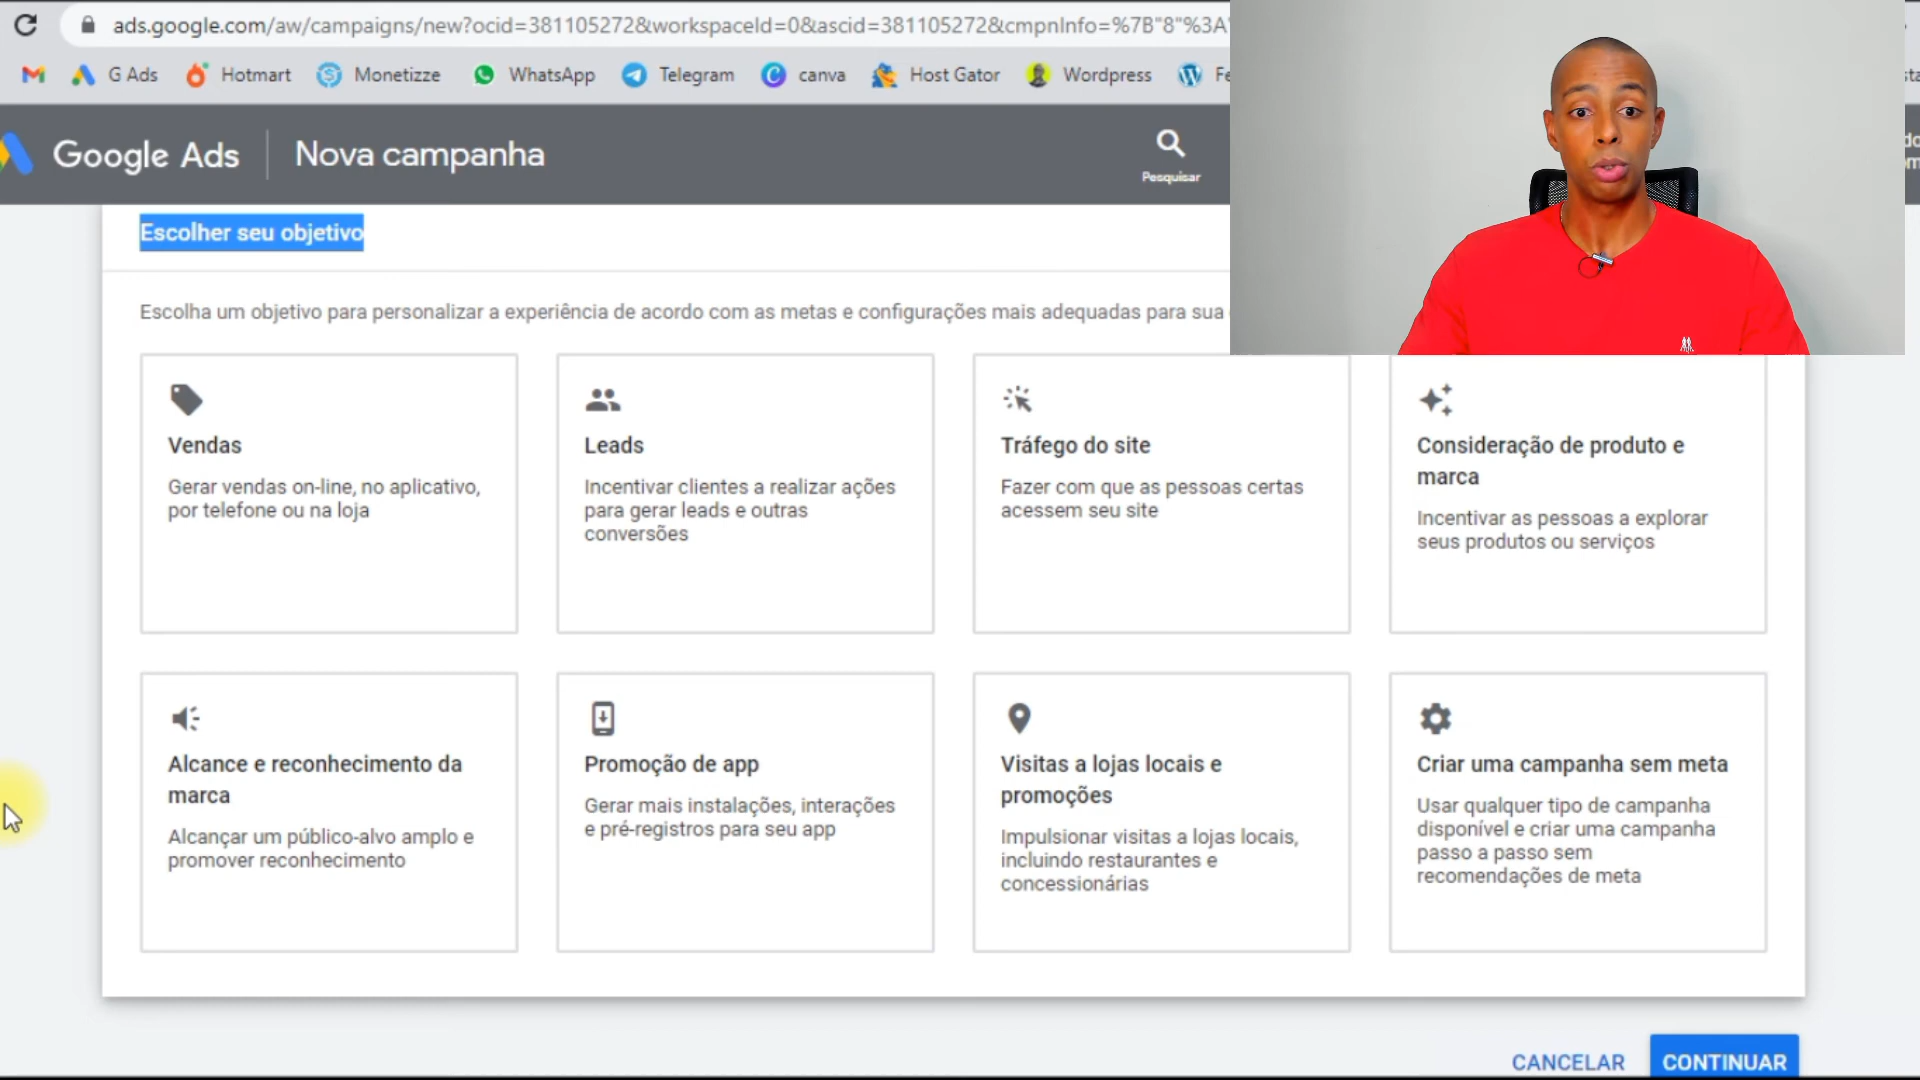 ads.google.com/aw/campaigns/new?ocid=381105272&workspaceId=0&ascid=381105272&cmpnInfo=%7B"8"%3A
G Ads Hotmart Monetizze WhatsApp Telegram canva Host Gator Wordpress
Google Ads Nova campanha
Pesquisar
Escolher seu objetivo
Escolha um objetivo para personalizar a experiência de acordo com as metas e configurações mais adequadas para sua
Vendas
Gerar vendas on-line, no aplicativo,
por telefone ou na loja
Leads
Incentivar clientes a realizar ações
para gerar leads e outras
conversões
Tráfego do site
Fazer com que as pessoas certas
acessem seu site
Consideração de produto e
marca
Incentivar as pessoas a explorar
seus produtos ou serviços
Alcance e reconhecimento da
marca
Alcançar um público-alvo amplo e
promover reconhecimento
Promoção de app
Gerar mais instalações, interações
e pré-registros para seu app
Visitas a lojas locais e
promoções
Impulsionar visitas a lojas locais,
incluindo restaurantes e
concessionárias
Criar uma campanha sem meta
Usar qualquer tipo de campanha
disponível e criar uma campanha
passo a passo sem
recomendações de meta
CANCELAR CONTINUAR